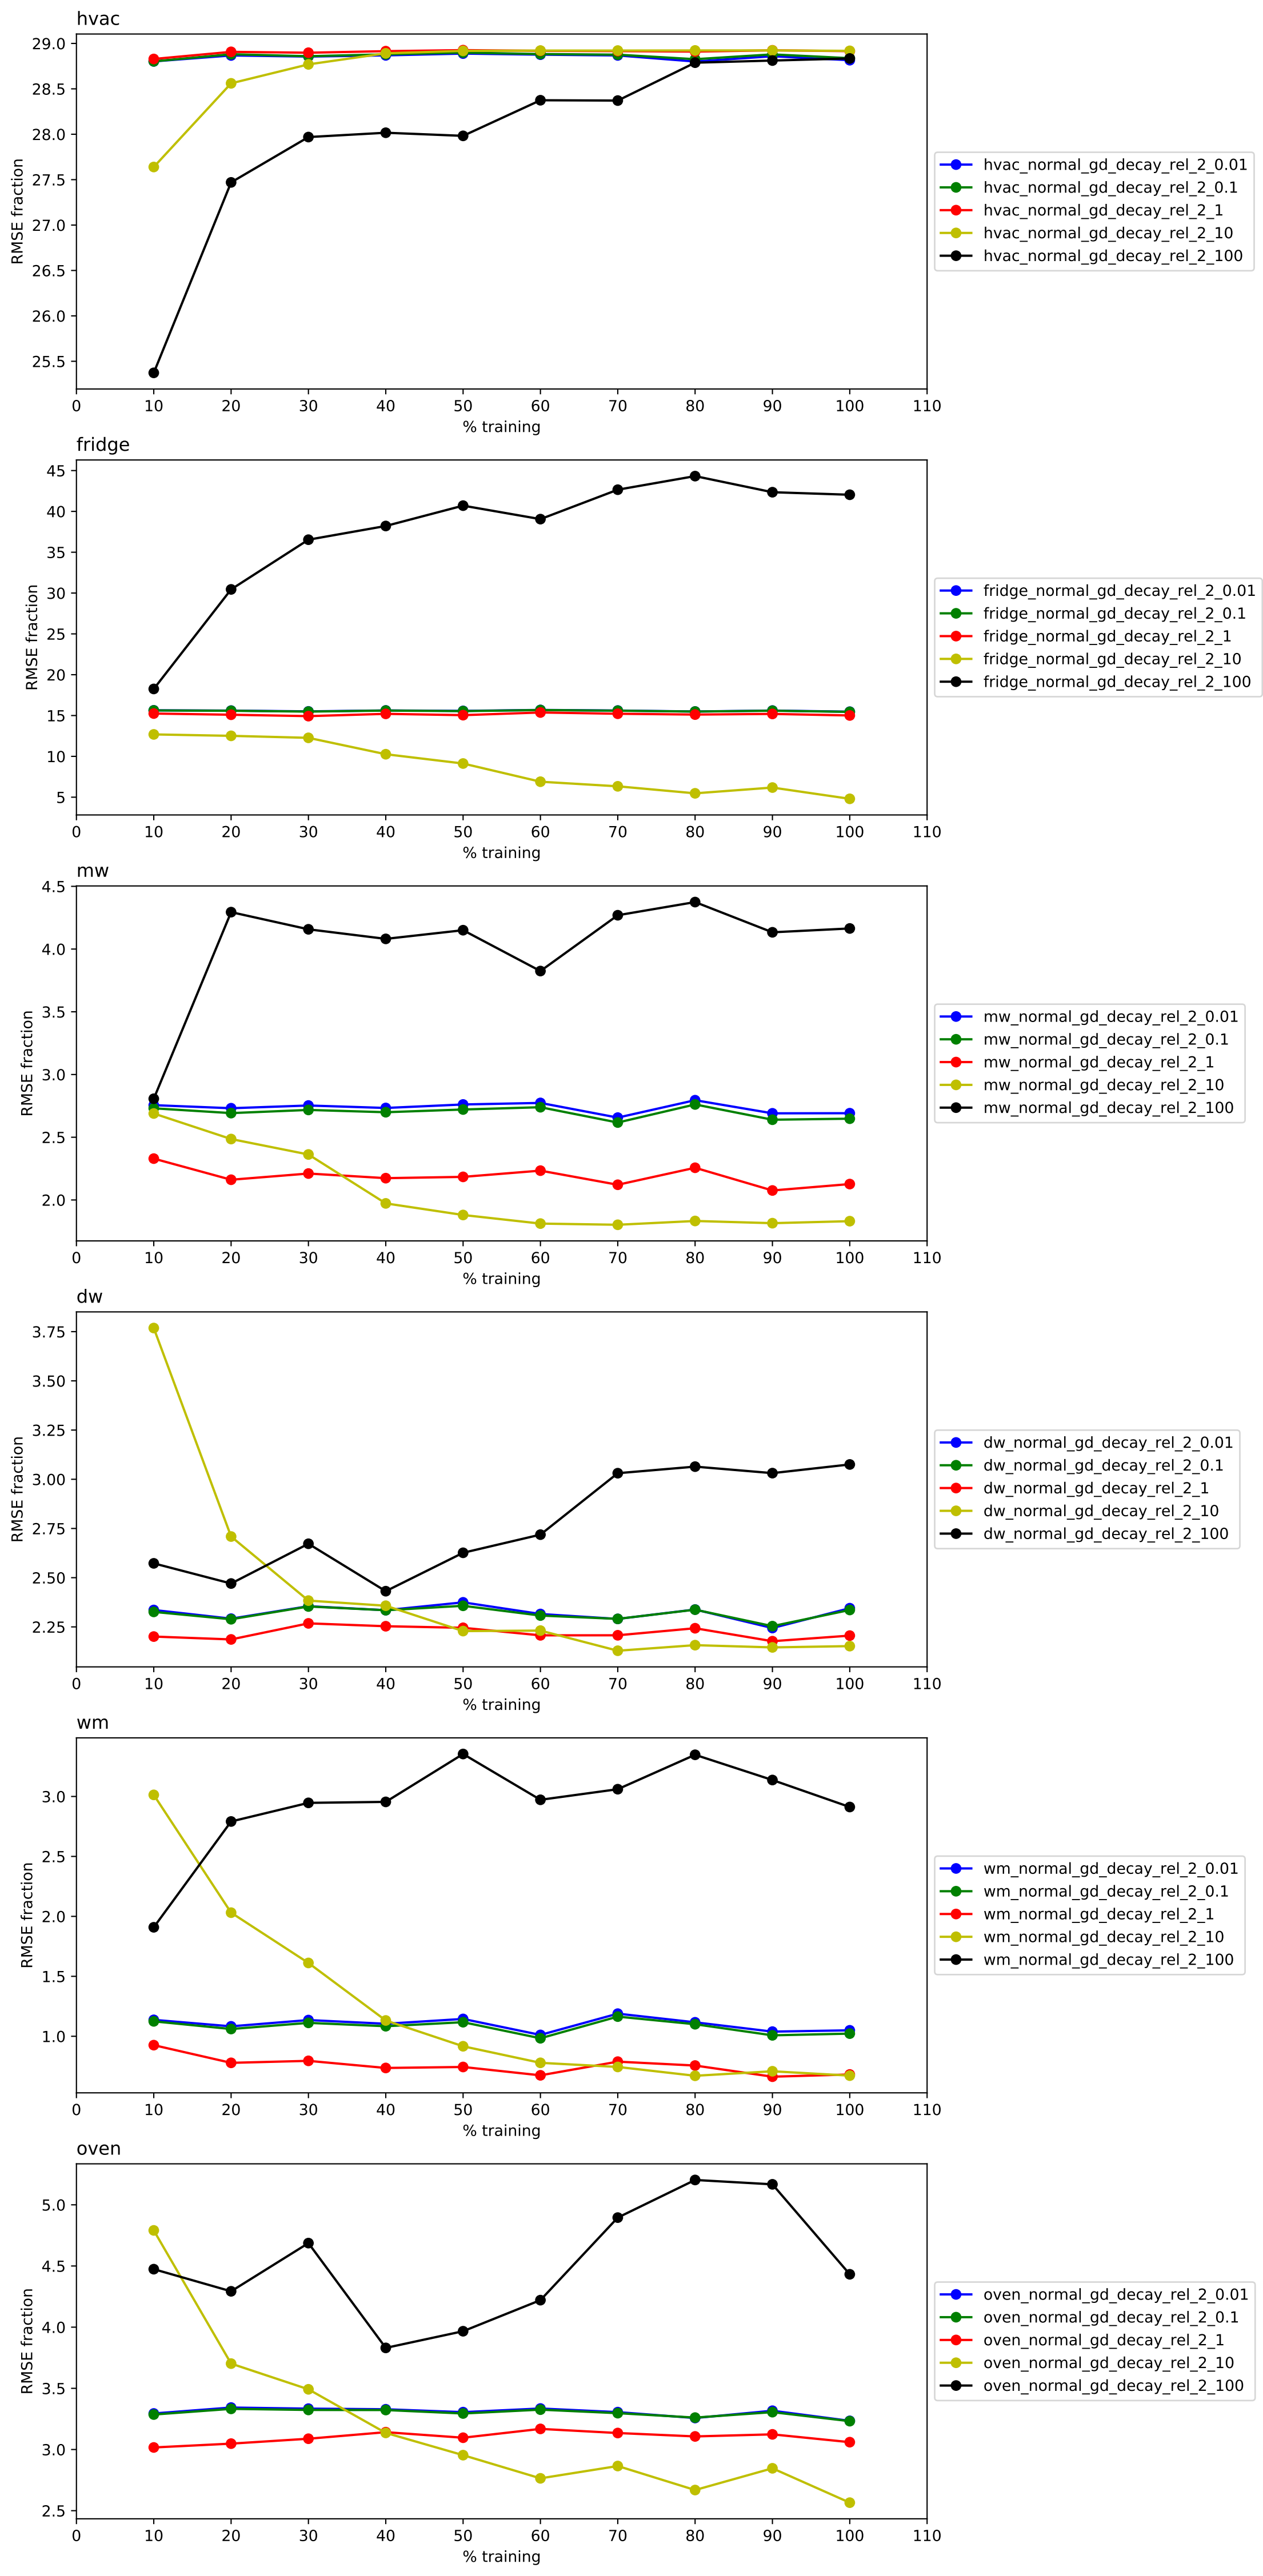 hvac
29.0
28.5
28.0
27.5
27.0
26.5
26.0
25.5
RMSE fraction
0 10 20 30 40 50 60 70 80 90 100 110
% training
hvac_normal_gd_decay_rel_2_0.01
hvac_normal_gd_decay_rel_2_0.1
hvac_normal_gd_decay_rel_2_1
hvac_normal_gd_decay_rel_2_10
hvac_normal_gd_decay_rel_2_100
fridge
45
40
35
30
25
20
15
10
5
RMSE fraction
0 10 20 30 40 50 60 70 80 90 100 110
% training
fridge_normal_gd_decay_rel_2_0.01
fridge_normal_gd_decay_rel_2_0.1
fridge_normal_gd_decay_rel_2_1
fridge_normal_gd_decay_rel_2_10
fridge_normal_gd_decay_rel_2_100
mw
4.5
4.0
3.5
3.0
2.5
2.0
RMSE fraction
0 10 20 30 40 50 60 70 80 90 100 110
% training
mw_normal_gd_decay_rel_2_0.01
mw_normal_gd_decay_rel_2_0.1
mw_normal_gd_decay_rel_2_1
mw_normal_gd_decay_rel_2_10
mw_normal_gd_decay_rel_2_100
dw
3.75
3.50
3.25
3.00
2.75
2.50
2.25
RMSE fraction
0 10 20 30 40 50 60 70 80 90 100 110
% training
dw_normal_gd_decay_rel_2_0.01
dw_normal_gd_decay_rel_2_0.1
dw_normal_gd_decay_rel_2_1
dw_normal_gd_decay_rel_2_10
dw_normal_gd_decay_rel_2_100
wm
3.0
2.5
2.0
1.5
1.0
RMSE fraction
0 10 20 30 40 50 60 70 80 90 100 110
% training
wm_normal_gd_decay_rel_2_0.01
wm_normal_gd_decay_rel_2_0.1
wm_normal_gd_decay_rel_2_1
wm_normal_gd_decay_rel_2_10
wm_normal_gd_decay_rel_2_100
oven
5.0
4.5
4.0
3.5
3.0
2.5
RMSE fraction
0 10 20 30 40 50 60 70 80 90 100 110
% training
oven_normal_gd_decay_rel_2_0.01
oven_normal_gd_decay_rel_2_0.1
oven_normal_gd_decay_rel_2_1
oven_normal_gd_decay_rel_2_10
oven_normal_gd_decay_rel_2_100